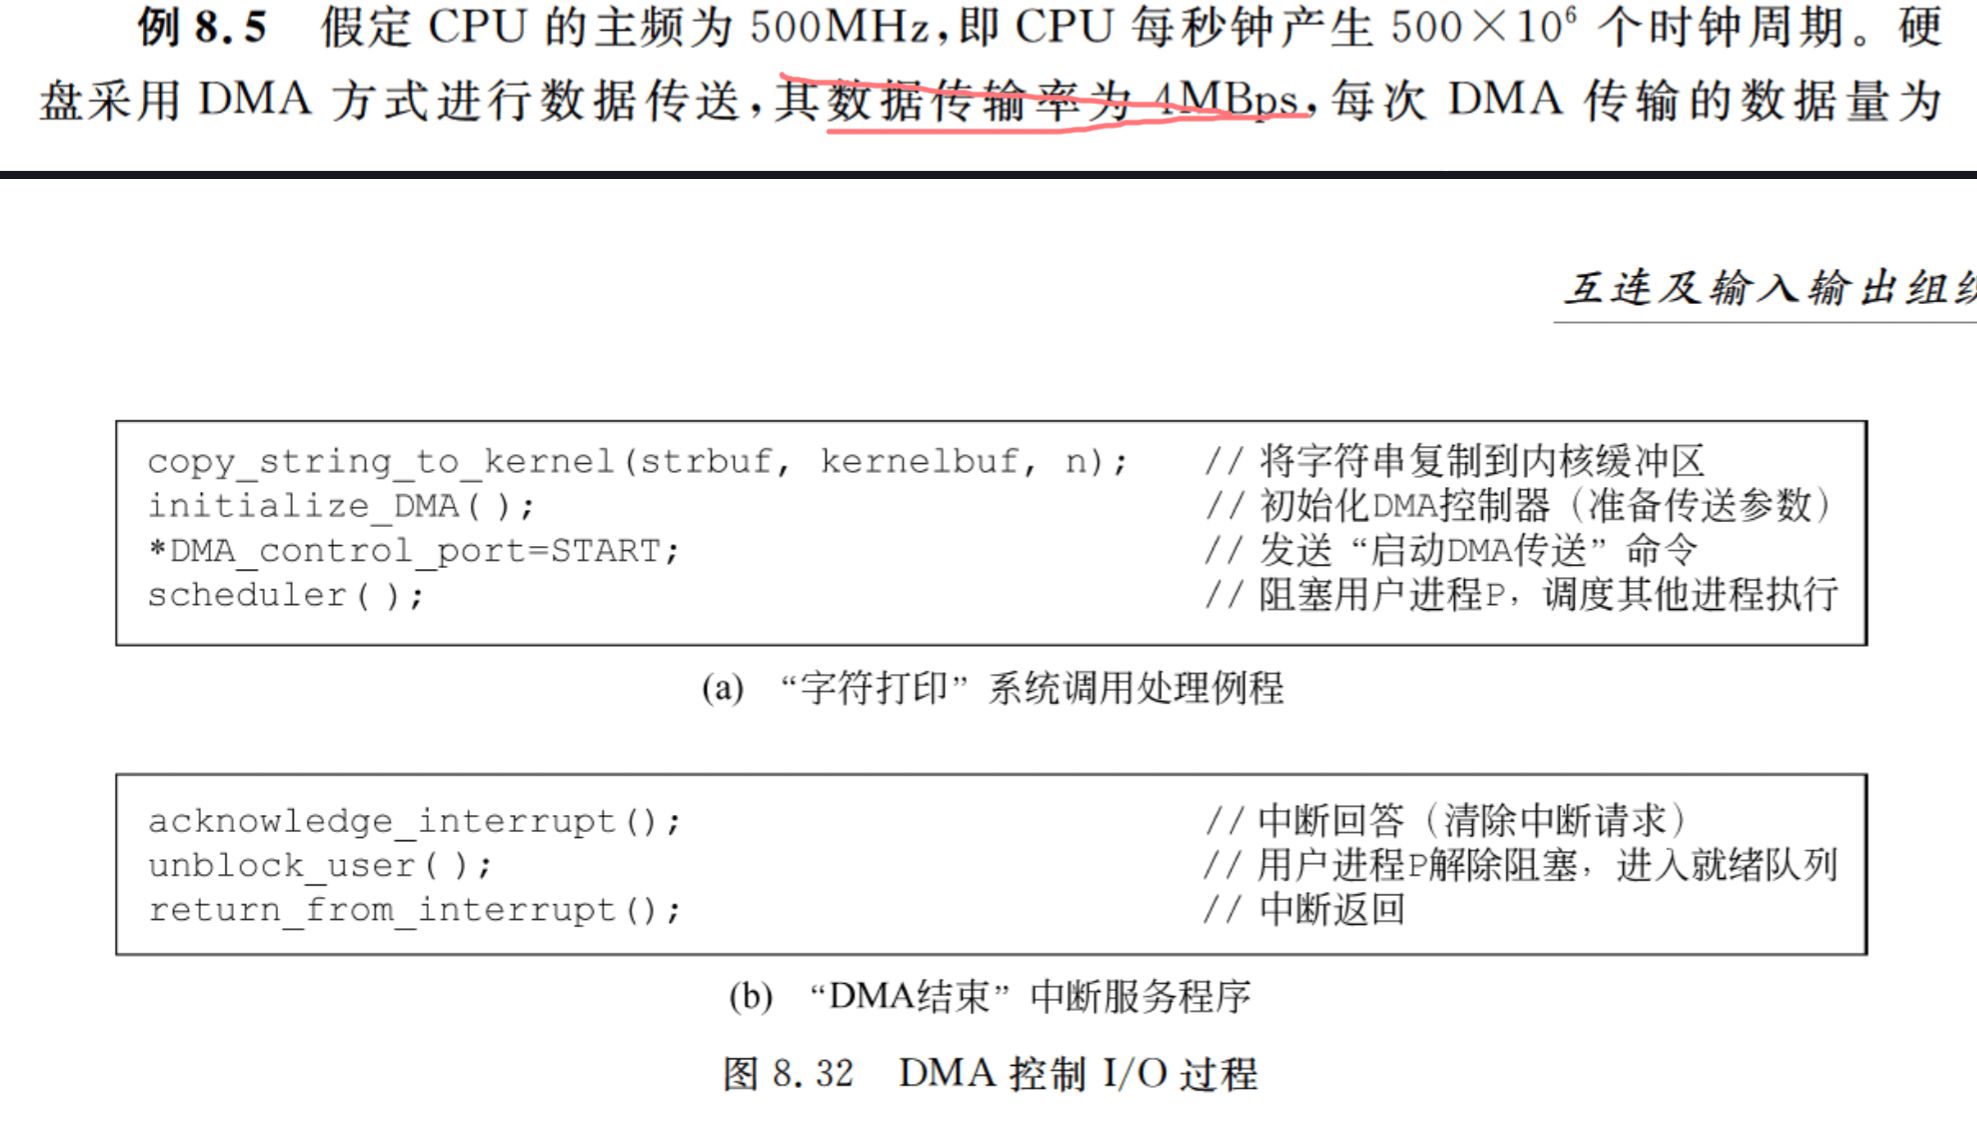 例 8.5 假定 CPU 的主频为 500MHz,即 CPU 每秒钟产生 500×10⁶ 个时钟周期。硬
盘采用 DMA 方式进行数据传送,其数据传输率为 4MBps,每次 DMA 传输的数据量为
互连及输入输出组织
copy_string_to_kernel(strbuf, kernelbuf, n); // 将字符串复制到内核缓冲区
initialize_DMA( ); // 初始化DMA控制器（准备传送参数）
*DMA_control_port=START; // 发送“启动DMA传送”命令
scheduler( ); // 阻塞用户进程P，调度其他进程执行
(a) “字符打印”系统调用处理例程
acknowledge_interrupt(); // 中断回答（清除中断请求）
unblock_user( ); // 用户进程P解除阻塞，进入就绪队列
return_from_interrupt(); // 中断返回
(b) “DMA结束”中断服务程序
图 8.32 DMA 控制 I/O 过程